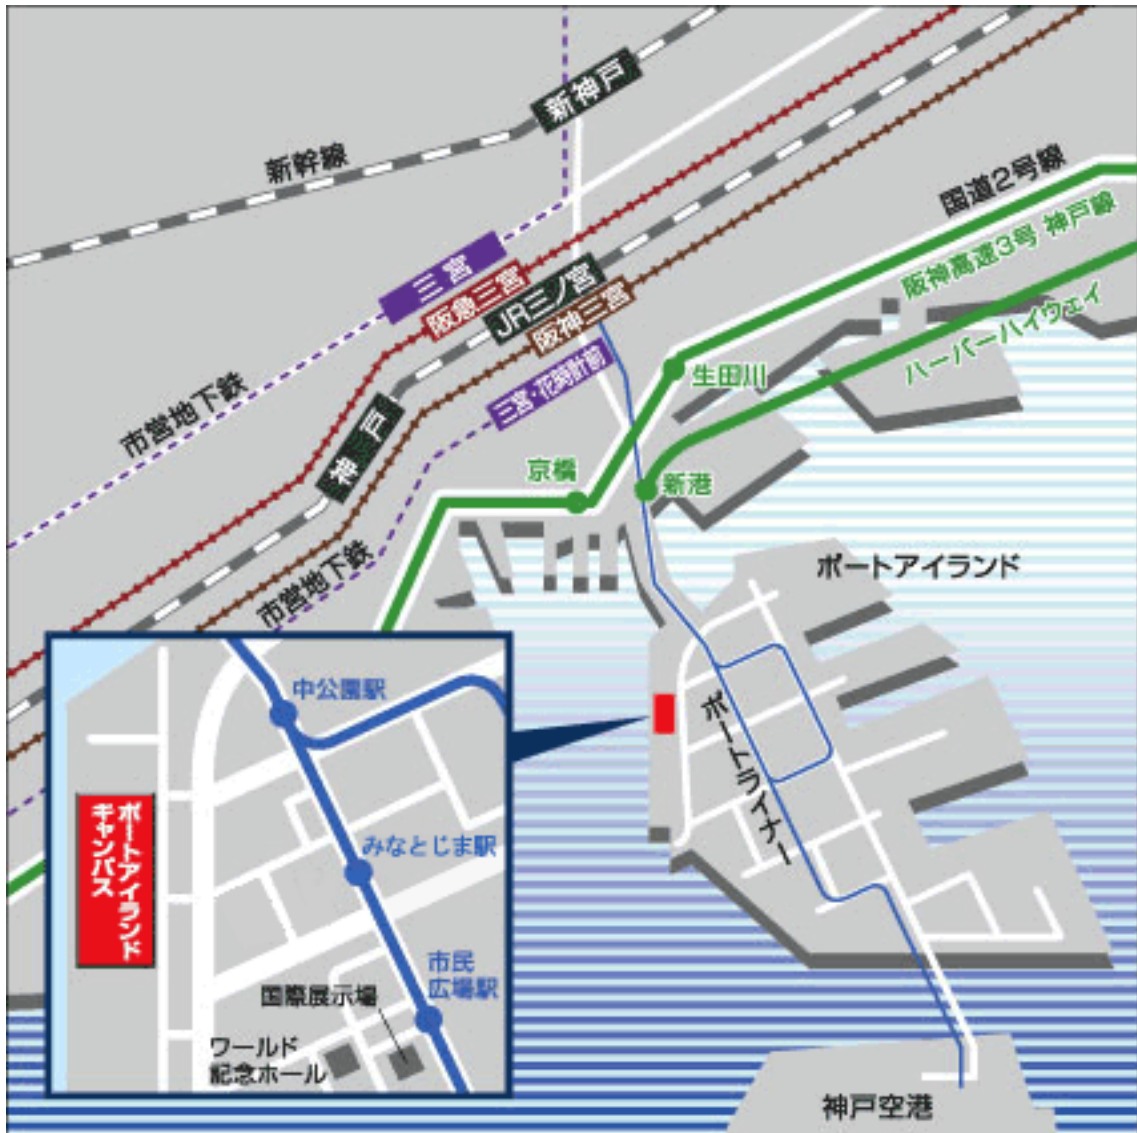 新神戸
新幹線
国道2号線
阪神高速3号 神戸線
ハーバーハイウェイ
三宮
阪急三宮
JR三ノ宮
阪神三宮
三宮・花時計前
生田川
市営地下鉄
神戸
京橋
新港
市営地下鉄
ポートアイランド
ポートライナー
中公園駅
みなとじま駅
ポートアイランド
キャンパス
市民
広場駅
国際展示場
ワールド
記念ホール
神戸空港